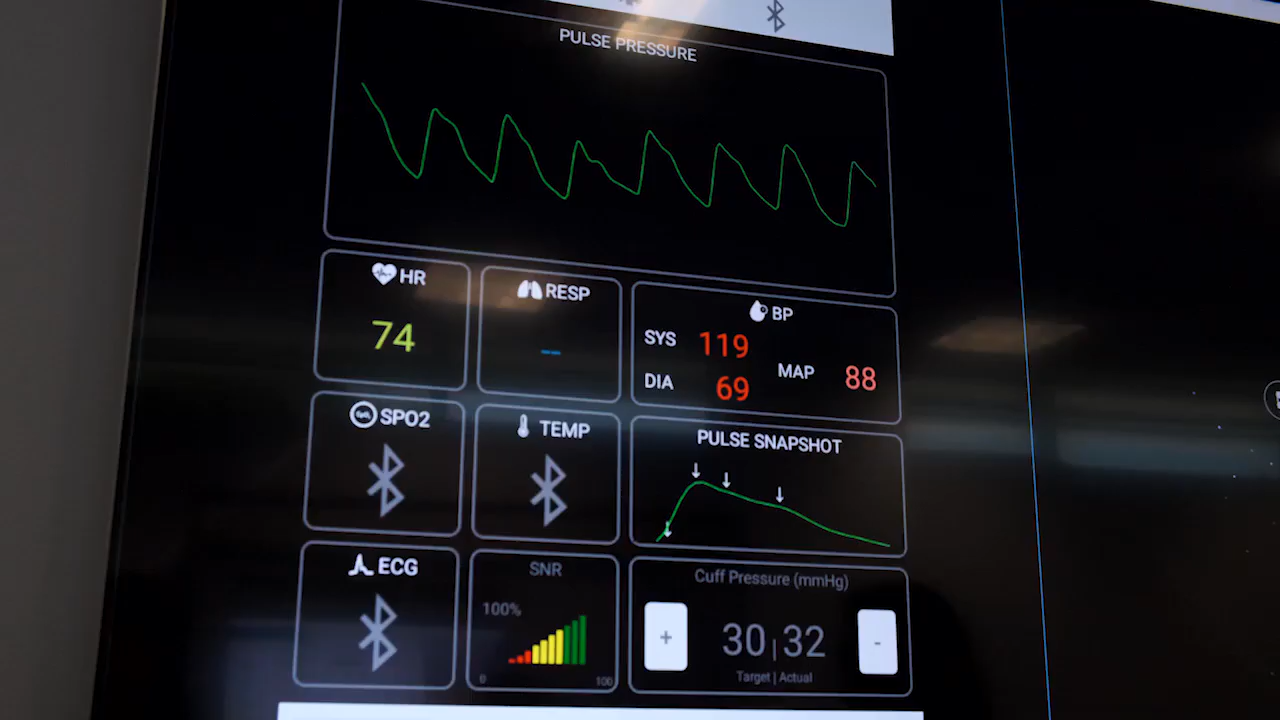 PULSE PRESSURE
HR
74
RESP
--
BP
SYS 119
DIA 69
MAP 88
SPO2
TEMP
PULSE SNAPSHOT
ECG
SNR
100%
0 100
Cuff Pressure (mmHg)
+ 30 | 32 -
Target | Actual